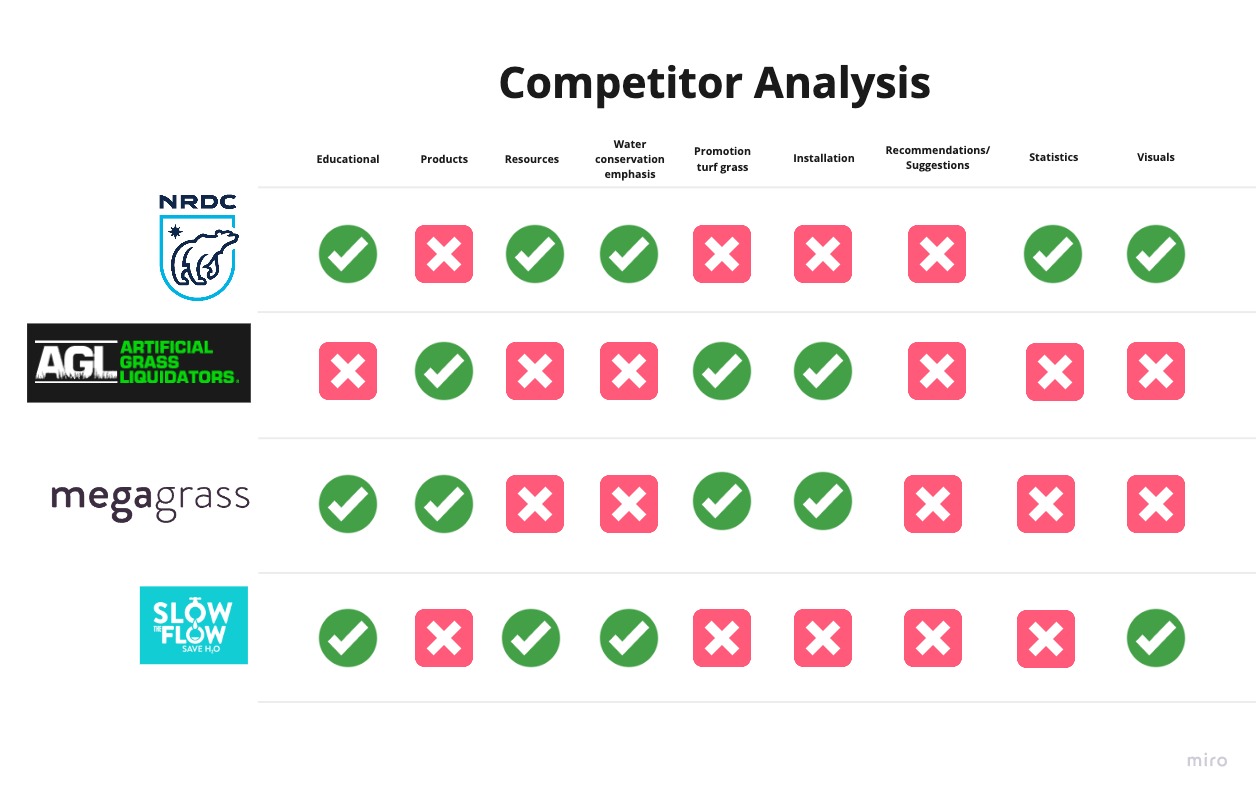 Competitor Analysis
Educational
Products
Resources
Water
conservation
emphasis
Promotion
turf grass
Installation
Recommendations/
Suggestions
Statistics
Visuals
NRDC
AGL ARTIFICIAL
GRASS
LIQUIDATORS.
megagrass
SLOW
THE FLOW
SAVE H₂O
miro